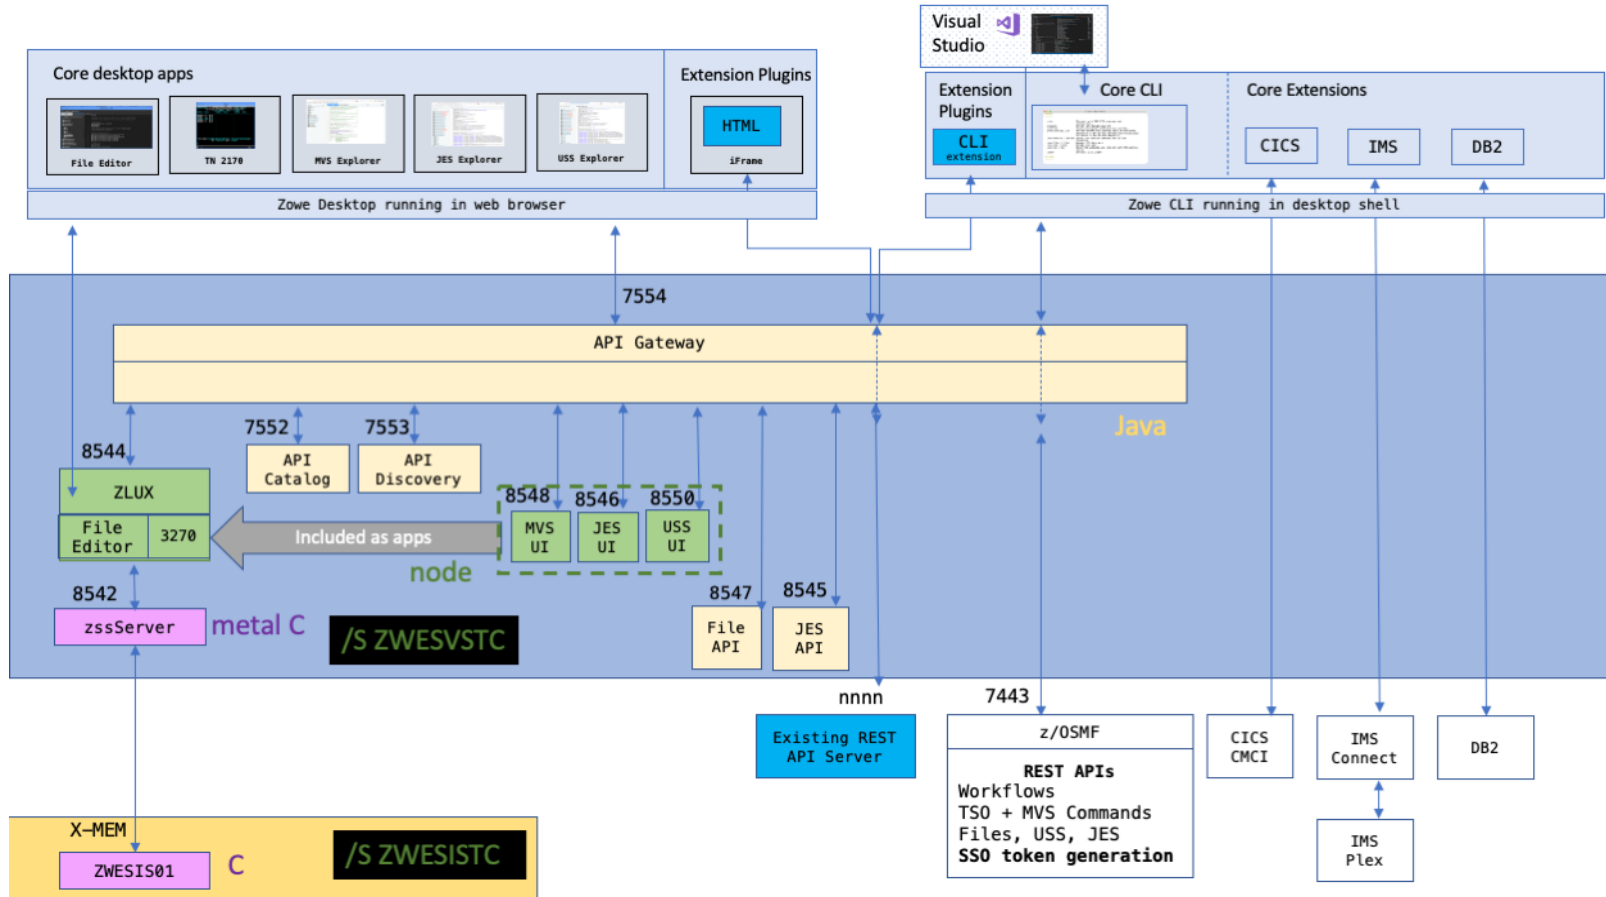 Visual
Studio
Core desktop apps
Extension Plugins
File Editor
TN 2170
MVS Explorer
JES Explorer
USS Explorer
HTML
iFrame
Zowe Desktop running in web browser
Extension
Plugins
Core CLI
Core Extensions
CLI
extension
CICS
IMS
DB2
Zowe CLI running in desktop shell
7554
API Gateway
Java
8544
7552
7553
ZLUX
API
Catalog
API
Discovery
File
Editor
3270
Included as apps
8548
8546
8550
MVS
UI
JES
UI
USS
UI
node
8542
zssServer
metal C
/S ZWESVSTC
8547
8545
File
API
JES
API
nnnn
7443
Existing REST
API Server
z/OSMF
REST APIs
Workflows
TSO + MVS Commands
Files, USS, JES
SSO token generation
CICS
CMCI
IMS
Connect
DB2
IMS
Plex
X-MEM
ZWESIS01
C
/S ZWESISTC